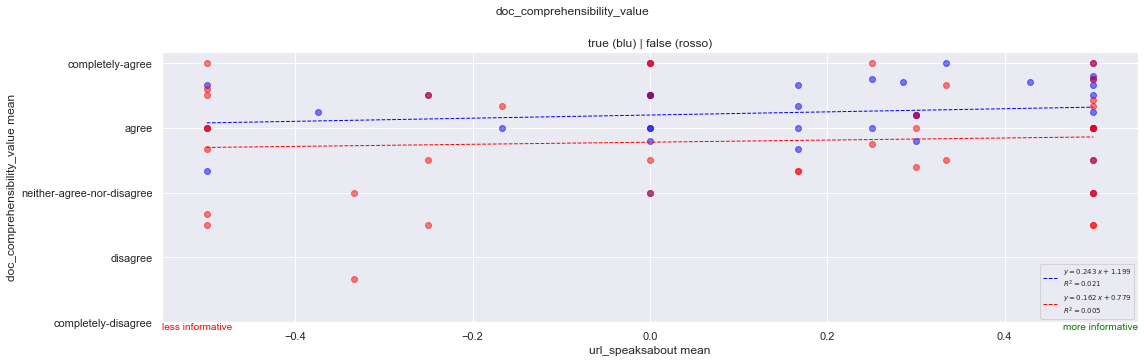 doc_comprehensibility_value
true (blu) | false (rosso)
completely-agree
agree
neither-agree-nor-disagree
disagree
completely-disagree
doc_comprehensibility_value mean
y = 0.243 x + 1.199
R² = 0.021
y = 0.162 x + 0.779
R² = 0.005
less informative
more informative
−0.4
−0.2
0.0
0.2
0.4
url_speaksabout mean